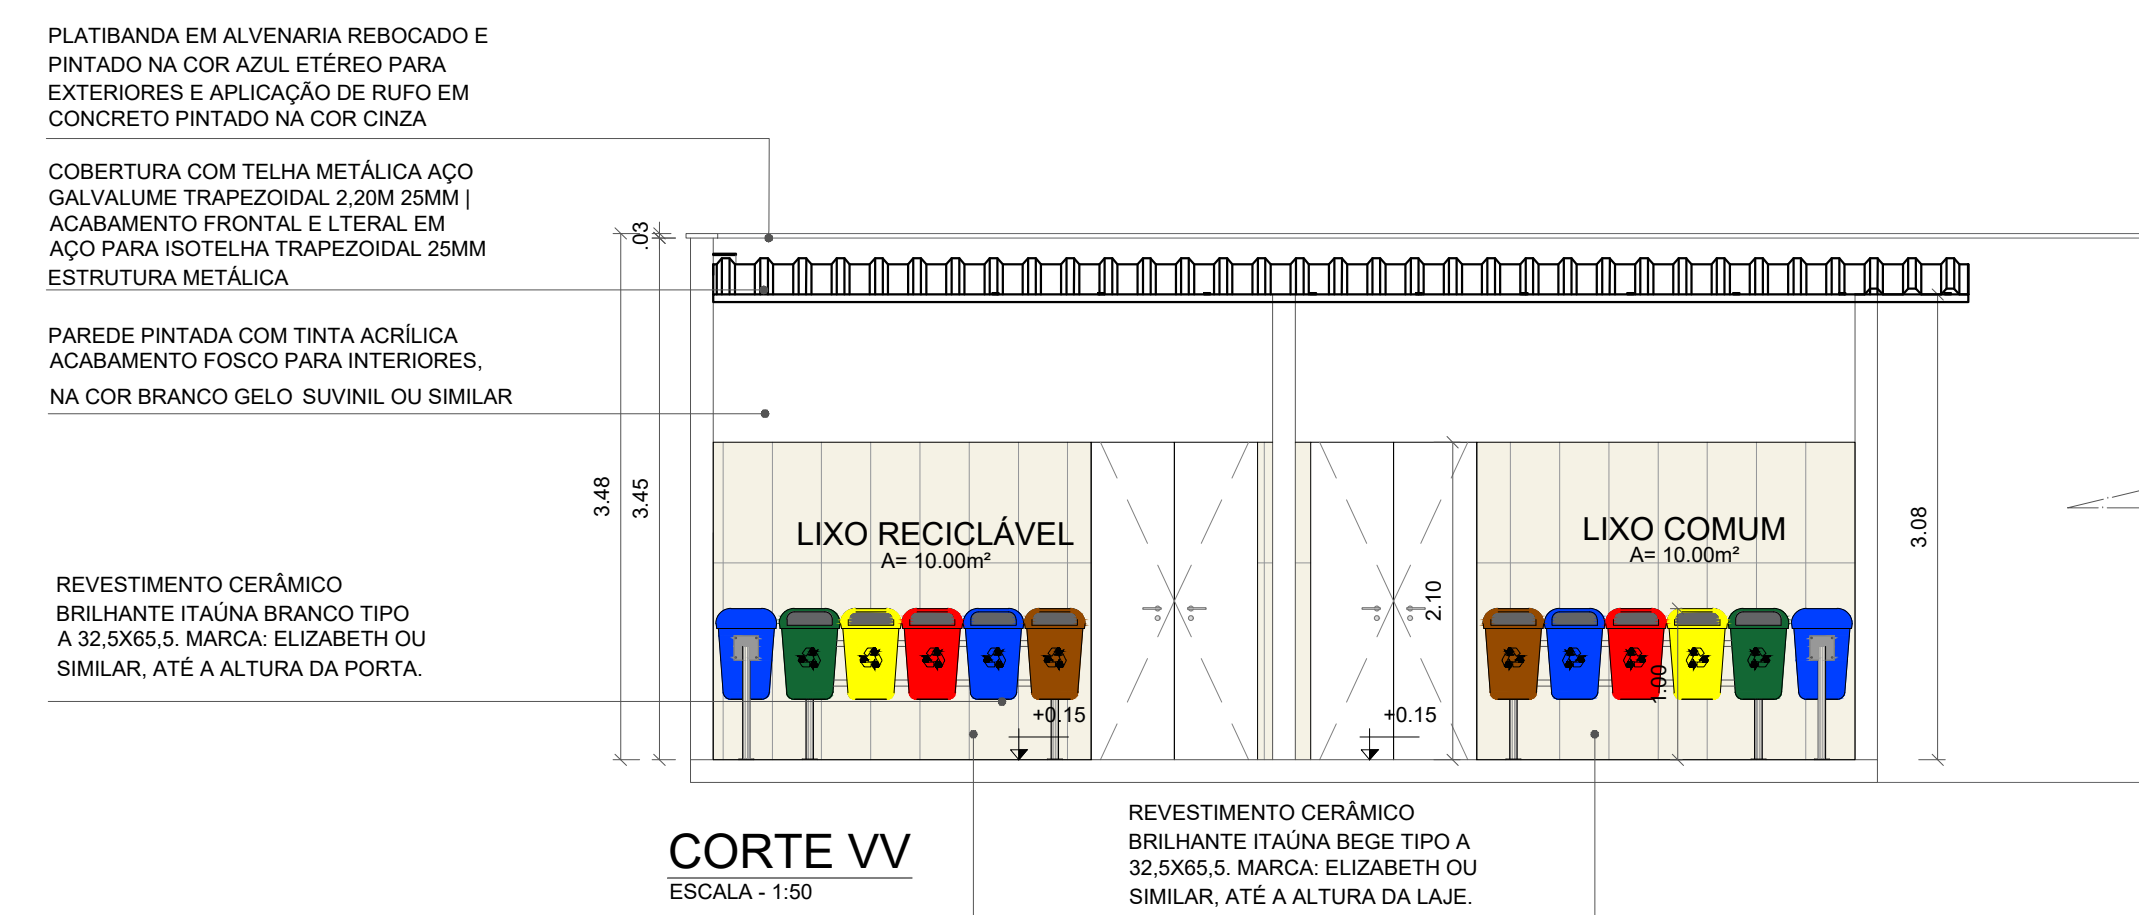 PLATIBANDA EM ALVENARIA REBOCADO E
PINTADO NA COR AZUL ETÉREO PARA
EXTERIORES E APLICAÇÃO DE RUFO EM
CONCRETO PINTADO NA COR CINZA
COBERTURA COM TELHA METÁLICA AÇO
GALVALUME TRAPEZOIDAL 2,20M 25MM |
ACABAMENTO FRONTAL E LTERAL EM
AÇO PARA ISOTELHA TRAPEZOIDAL 25MM
ESTRUTURA METÁLICA
PAREDE PINTADA COM TINTA ACRÍLICA
ACABAMENTO FOSCO PARA INTERIORES,
NA COR BRANCO GELO SUVINIL OU SIMILAR
REVESTIMENTO CERÂMICO
BRILHANTE ITAÚNA BRANCO TIPO
A 32,5X65,5. MARCA: ELIZABETH OU
SIMILAR, ATÉ A ALTURA DA PORTA.
.03
3.48
3.45
LIXO RECICLÁVEL
A= 10.00m²
+0.15
+0.15
2.10
LIXO COMUM
A= 10.00m²
1.00
3.08
CORTE VV
ESCALA - 1:50
REVESTIMENTO CERÂMICO
BRILHANTE ITAÚNA BEGE TIPO A
32,5X65,5. MARCA: ELIZABETH OU
SIMILAR, ATÉ A ALTURA DA LAJE.